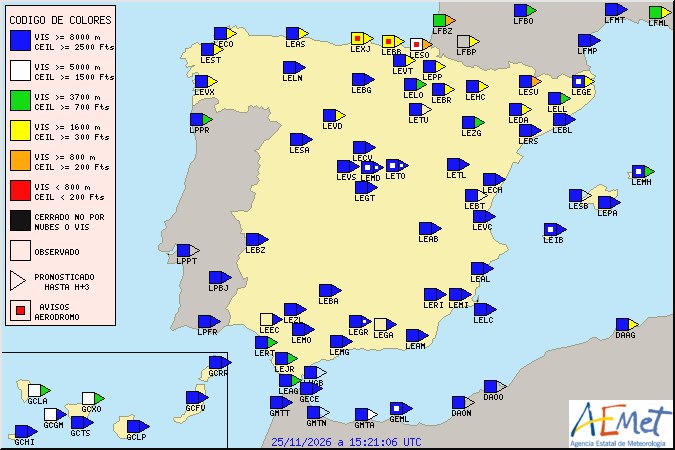 CODIGO DE COLORES
VIS >= 8000 m
CEIL >= 2500 Fts
VIS >= 5000 m
CEIL >= 1500 Fts
VIS >= 3700 m
CEIL >= 700 Fts
VIS >= 1600 m
CEIL >= 300 Fts
VIS >= 800 m
CEIL >= 200 Fts
VIS < 800 m
CEIL < 200 Fts
CERRADO NO POR
NUBES O VIS
OBSERVADO
PRONOSTICADO
HASTA H+3
AVISOS
AERODROMO
LFBO
LFMT
LFML
LFBZ
LECO
LEAS
LEXJ
LEBB
LESO
LFBP
LFMP
LEST
LEVT
LEPP
LELN
LEBG
LELO
LEBR
LEHC
LESU
LEGE
LEVX
LELL
LETU
LEDA
LEVD
LPPR
LEZG
LERS
LEBL
LESA
LECV
LEVS
LEMD
LETO
LETL
LEMH
LEGT
LECH
LEBT
LESB
LEPA
LEVC
LEAB
LEIB
LEBZ
LPPT
LEAL
LPBJ
LEBA
LERI
LEMI
LEZL
LELC
LPFR
LEEC
LEMO
LEGR
LEGA
DAAG
LERT
LEMG
LEAM
LEJR
GCRR
LEAG
LXGB
GCLA
GCXO
GCFV
GMTT
GECE
DAOO
GCGM
GCTS
GCLP
GMTN
GMTA
GEML
DAON
GCHI
25/11/2026 a 15:21:06 UTC
AEMet
Agencia Estatal de Meteorología